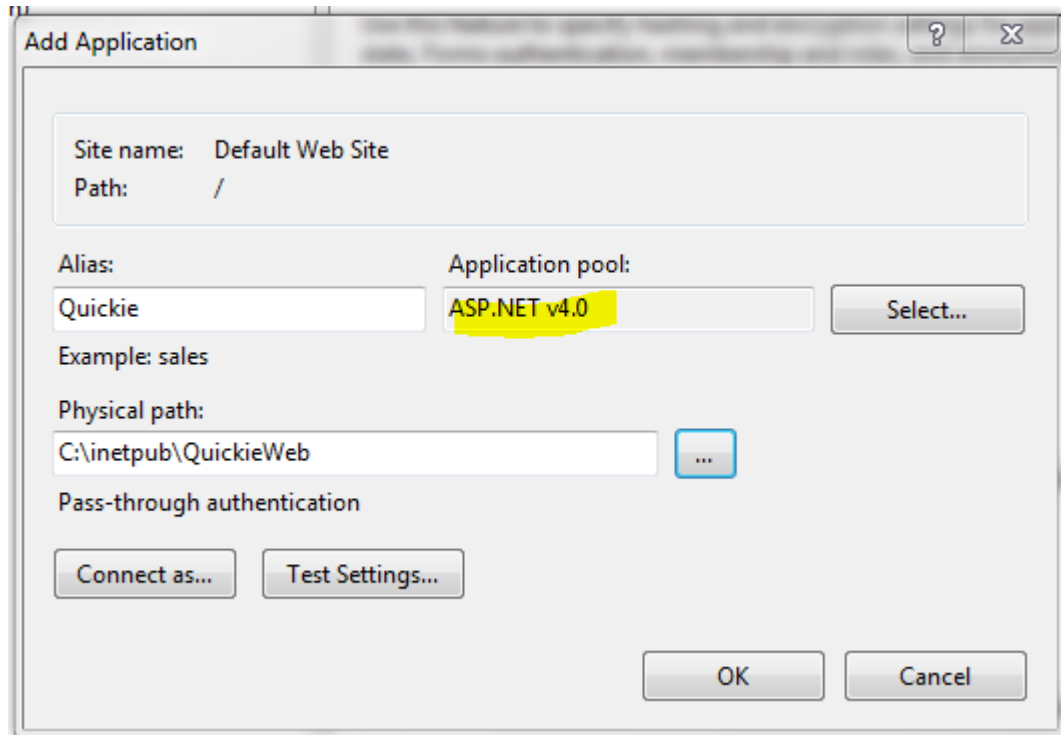 Add Application
Site name: Default Web Site
Path: /
Alias:
Application pool:
Quickie
ASP.NET v4.0
Select...
Example: sales
Physical path:
C:\inetpub\QuickieWeb
...
Pass-through authentication
Connect as...
Test Settings...
OK
Cancel